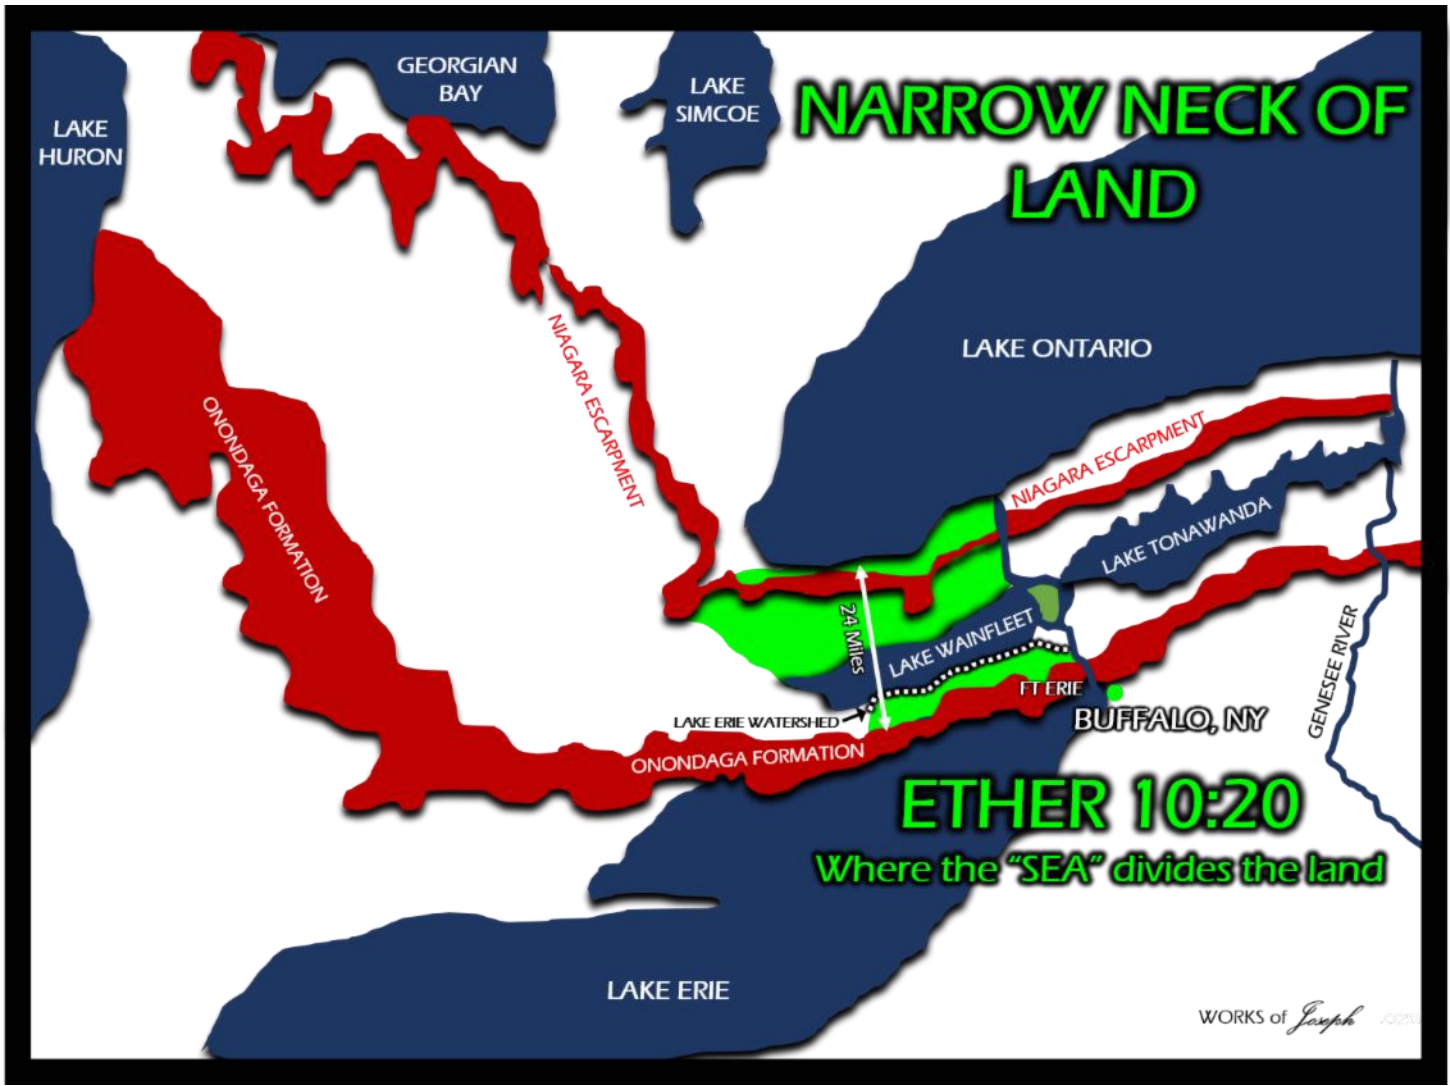 GEORGIAN
BAY
LAKE
SIMCOE
LAKE
HURON
NARROW NECK OF
LAND
LAKE ONTARIO
NIAGARA ESCARPMENT
NIAGARA ESCARPMENT
ONONDAGA FORMATION
LAKE TONAWANDA
24 Miles
LAKE WAINFLEET
GENESEE RIVER
FT ERIE
LAKE ERIE WATERSHED
BUFFALO, NY
ONONDAGA FORMATION
ETHER 10:20
Where the “SEA” divides the land
LAKE ERIE
WORKS of Joseph .com